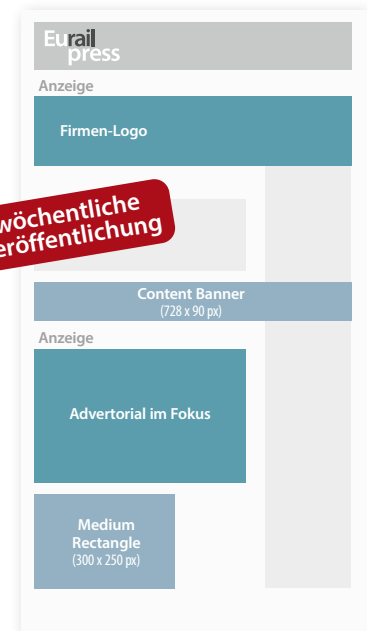 Eurail
press
Anzeige
Firmen-Logo
wöchentliche
Content Banner
(728 x 90 px)
Anzeige
Advertorial im Fokus
Medium
Rectangle
(300 x 250 px)